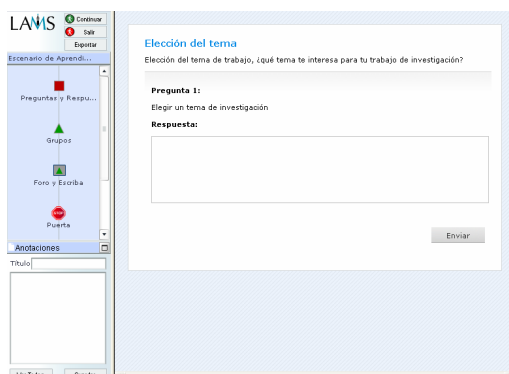 LAMS
Continuar
Salir
Exportar
Escenario de Aprendi...
Preguntas y Respu...
Grupos
Foro y Escriba
STOP
Puerta
Anotaciones
Título
Elección del tema
Elección del tema de trabajo, ¿qué tema te interesa para tu trabajo de investigación?
Pregunta 1:
Elegir un tema de investigación
Respuesta:
Enviar